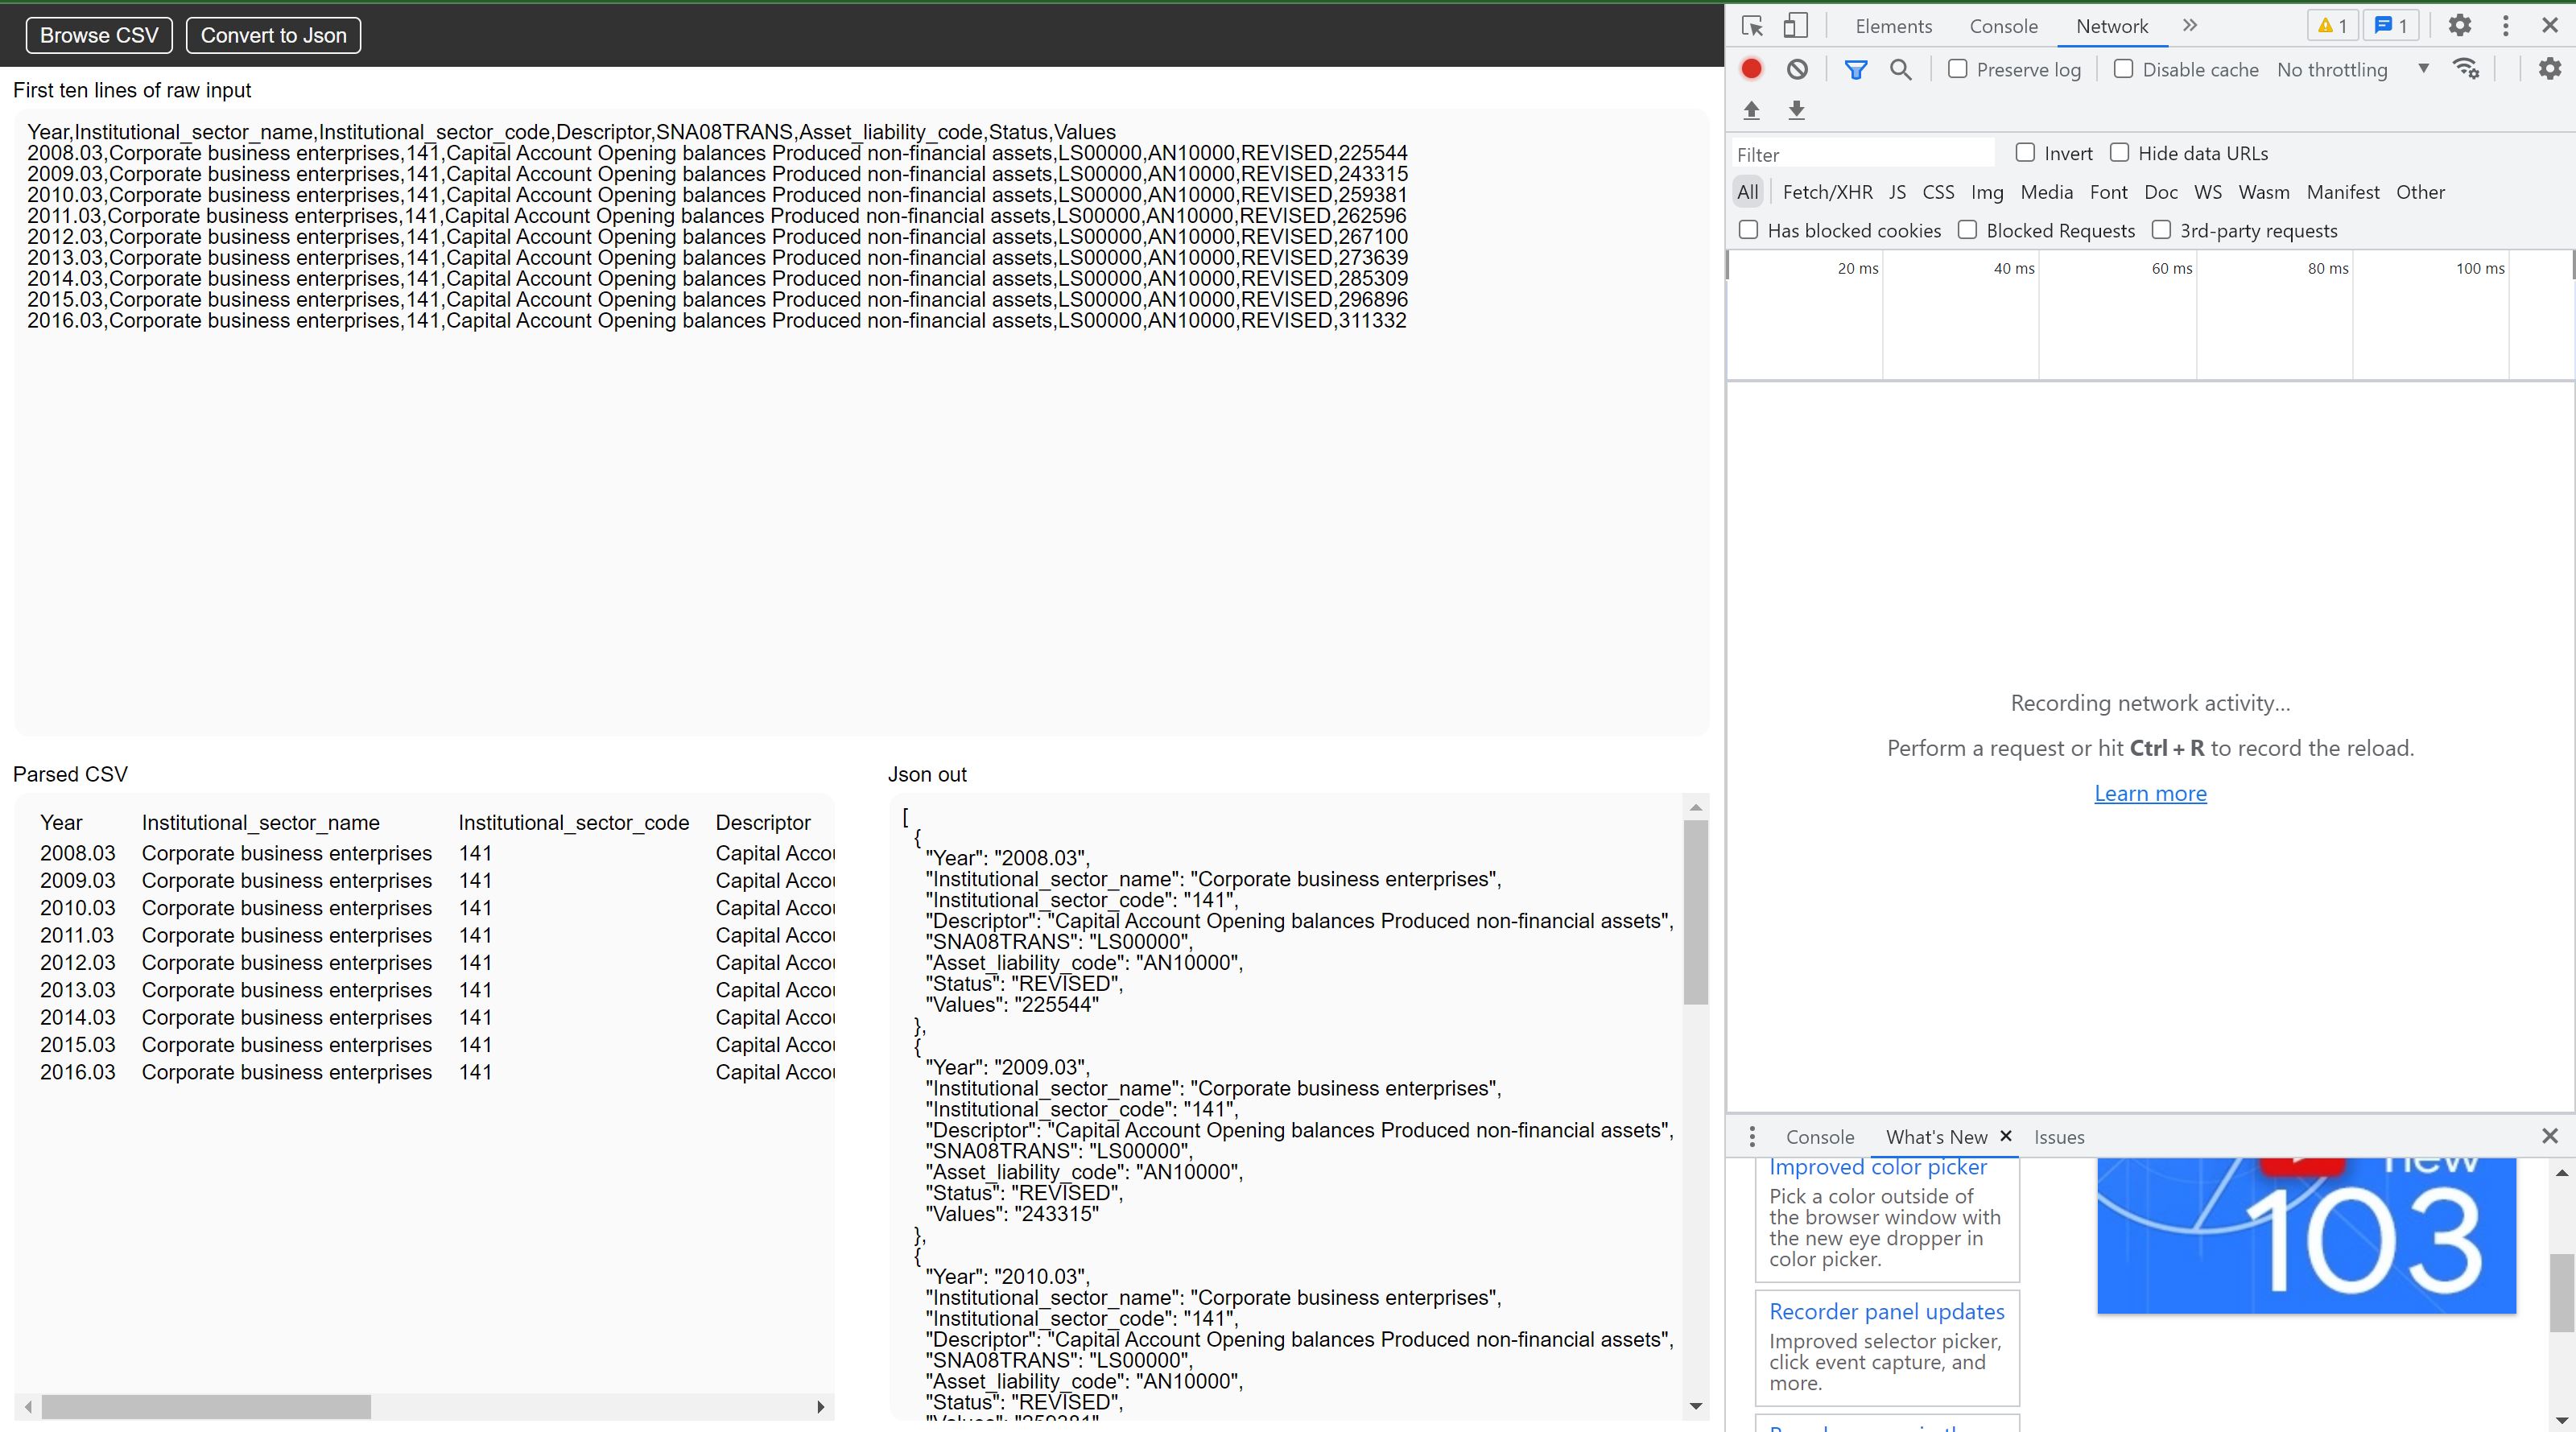 Browse CSV Convert to Json
First ten lines of raw input
Year,Institutional_sector_name,Institutional_sector_code,Descriptor,SNA08TRANS,Asset_liability_code,Status,Values
2008.03,Corporate business enterprises,141,Capital Account Opening balances Produced non-financial assets,LS00000,AN10000,REVISED,225544
2009.03,Corporate business enterprises,141,Capital Account Opening balances Produced non-financial assets,LS00000,AN10000,REVISED,243315
2010.03,Corporate business enterprises,141,Capital Account Opening balances Produced non-financial assets,LS00000,AN10000,REVISED,259381
2011.03,Corporate business enterprises,141,Capital Account Opening balances Produced non-financial assets,LS00000,AN10000,REVISED,262596
2012.03,Corporate business enterprises,141,Capital Account Opening balances Produced non-financial assets,LS00000,AN10000,REVISED,267100
2013.03,Corporate business enterprises,141,Capital Account Opening balances Produced non-financial assets,LS00000,AN10000,REVISED,273639
2014.03,Corporate business enterprises,141,Capital Account Opening balances Produced non-financial assets,LS00000,AN10000,REVISED,285309
2015.03,Corporate business enterprises,141,Capital Account Opening balances Produced non-financial assets,LS00000,AN10000,REVISED,296896
2016.03,Corporate business enterprises,141,Capital Account Opening balances Produced non-financial assets,LS00000,AN10000,REVISED,311332
Parsed CSV
Year Institutional_sector_name Institutional_sector_code Descriptor
2008.03 Corporate business enterprises 141 Capital Accou
2009.03 Corporate business enterprises 141 Capital Accou
2010.03 Corporate business enterprises 141 Capital Accou
2011.03 Corporate business enterprises 141 Capital Accou
2012.03 Corporate business enterprises 141 Capital Accou
2013.03 Corporate business enterprises 141 Capital Accou
2014.03 Corporate business enterprises 141 Capital Accou
2015.03 Corporate business enterprises 141 Capital Accou
2016.03 Corporate business enterprises 141 Capital Accou
Json out
[
{
"Year": "2008.03",
"Institutional_sector_name": "Corporate business enterprises",
"Institutional_sector_code": "141",
"Descriptor": "Capital Account Opening balances Produced non-financial assets",
"SNA08TRANS": "LS00000",
"Asset_liability_code": "AN10000",
"Status": "REVISED",
"Values": "225544"
},
{
"Year": "2009.03",
"Institutional_sector_name": "Corporate business enterprises",
"Institutional_sector_code": "141",
"Descriptor": "Capital Account Opening balances Produced non-financial assets",
"SNA08TRANS": "LS00000",
"Asset_liability_code": "AN10000",
"Status": "REVISED",
"Values": "243315"
},
{
"Year": "2010.03",
"Institutional_sector_name": "Corporate business enterprises",
"Institutional_sector_code": "141",
"Descriptor": "Capital Account Opening balances Produced non-financial assets",
"SNA08TRANS": "LS00000",
"Asset_liability_code": "AN10000",
"Status": "REVISED",
"Values": "259381"
Elements Console Network 1 1
Preserve log Disable cache No throttling
Filter Invert Hide data URLs
All Fetch/XHR JS CSS Img Media Font Doc WS Wasm Manifest Other
Has blocked cookies Blocked Requests 3rd-party requests
20 ms 40 ms 60 ms 80 ms 100 ms
Recording network activity...
Perform a request or hit Ctrl + R to record the reload.
Learn more
Console What's New Issues
Improved color picker
Pick a color outside of
the browser window with
the new eye dropper in
color picker.
Recorder panel updates
Improved selector picker,
click event capture, and
more.
new
103